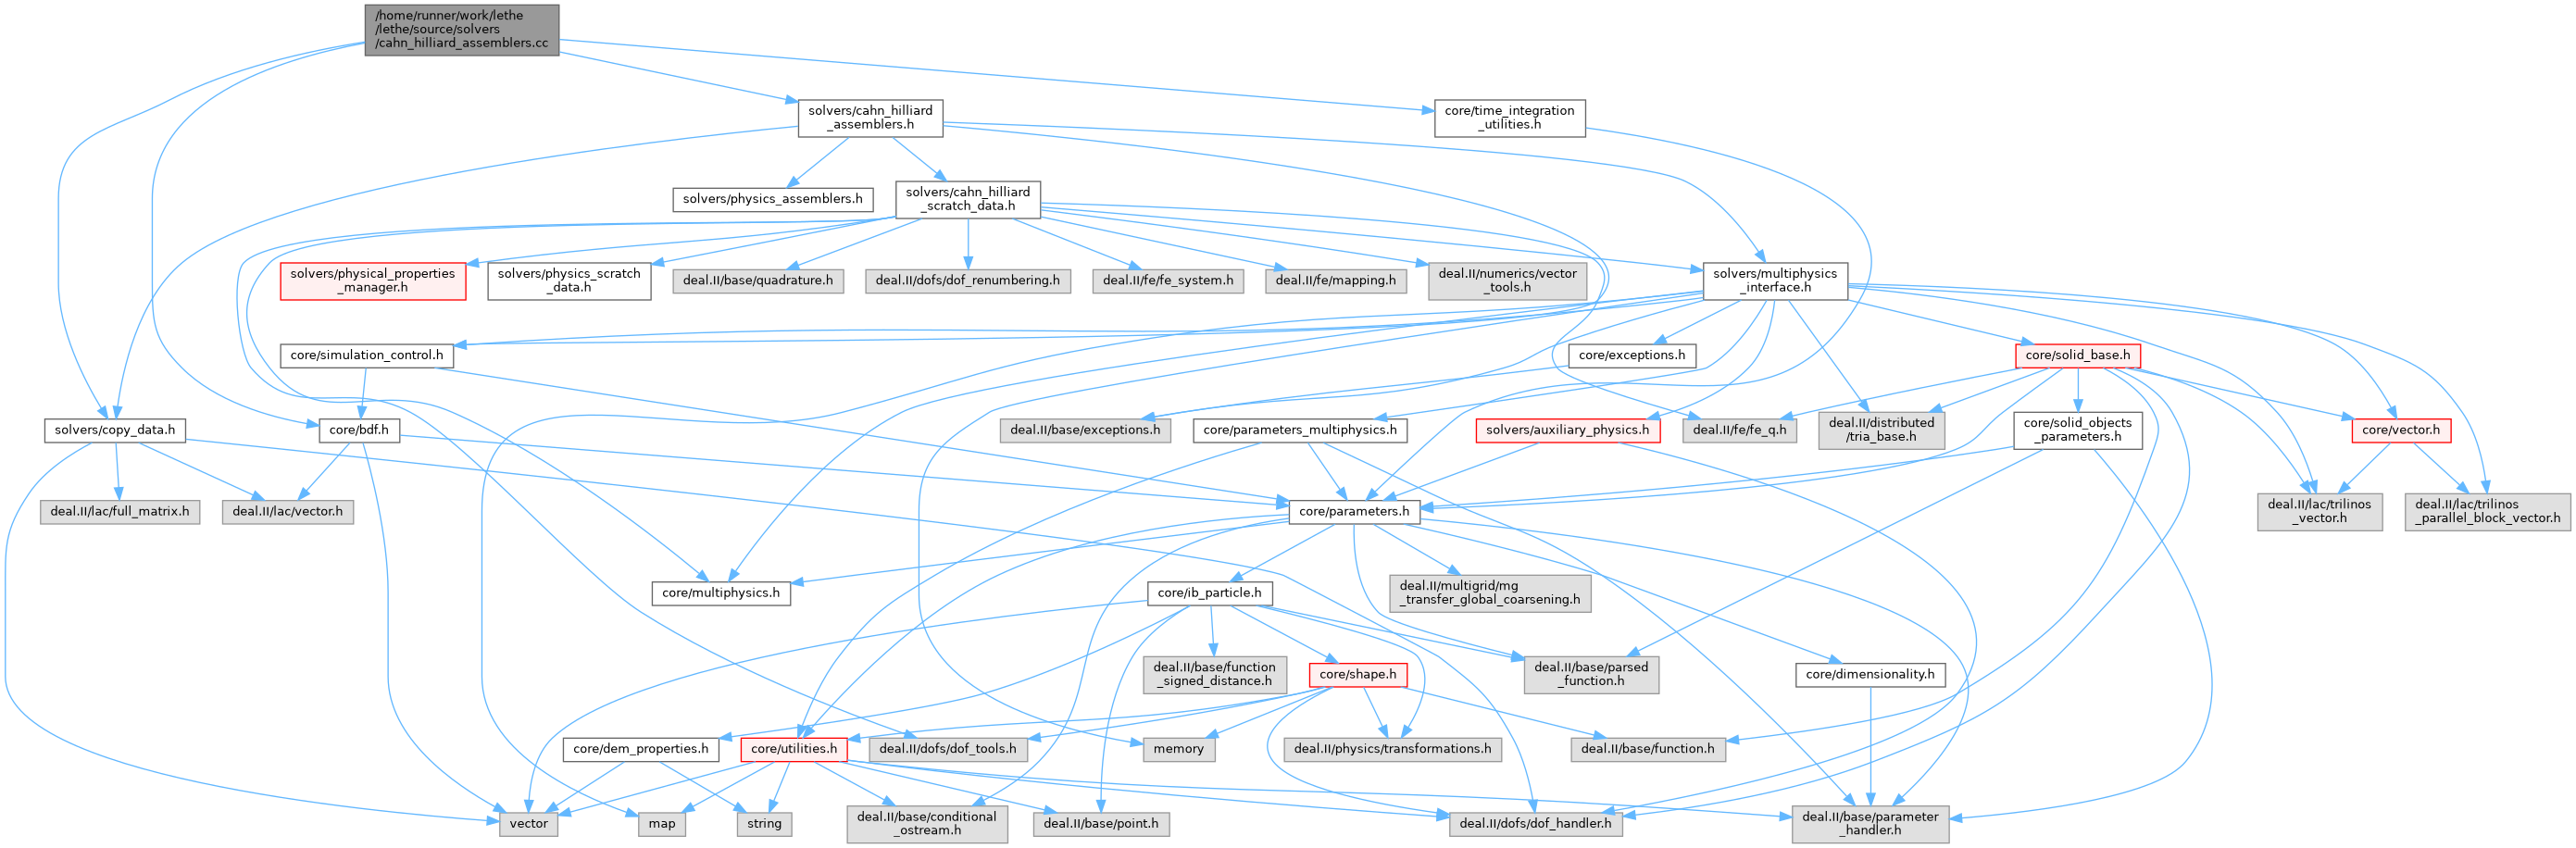 /home/runner/work/lethe
/lethe/source/solvers
/cahn_hilliard_assemblers.cc
solvers/cahn_hilliard
_assemblers.h
core/time_integration
_utilities.h
solvers/physics_assemblers.h
solvers/cahn_hilliard
_scratch_data.h
solvers/physical_properties
_manager.h
solvers/physics_scratch
_data.h
deal.II/base/quadrature.h
deal.II/dofs/dof_renumbering.h
deal.II/fe/fe_system.h
deal.II/fe/mapping.h
deal.II/numerics/vector
_tools.h
solvers/multiphysics
_interface.h
core/simulation_control.h
core/exceptions.h
core/solid_base.h
solvers/copy_data.h
core/bdf.h
deal.II/base/exceptions.h
core/parameters_multiphysics.h
solvers/auxiliary_physics.h
deal.II/fe/fe_q.h
deal.II/distributed
/tria_base.h
core/solid_objects
_parameters.h
core/vector.h
deal.II/lac/full_matrix.h
deal.II/lac/vector.h
core/parameters.h
deal.II/lac/trilinos
_vector.h
deal.II/lac/trilinos
_parallel_block_vector.h
core/multiphysics.h
core/ib_particle.h
deal.II/multigrid/mg
_transfer_global_coarsening.h
deal.II/base/function
_signed_distance.h
core/shape.h
deal.II/base/parsed
_function.h
core/dimensionality.h
core/dem_properties.h
core/utilities.h
deal.II/dofs/dof_tools.h
memory
deal.II/physics/transformations.h
deal.II/base/function.h
vector
map
string
deal.II/base/conditional
_ostream.h
deal.II/base/point.h
deal.II/dofs/dof_handler.h
deal.II/base/parameter
_handler.h